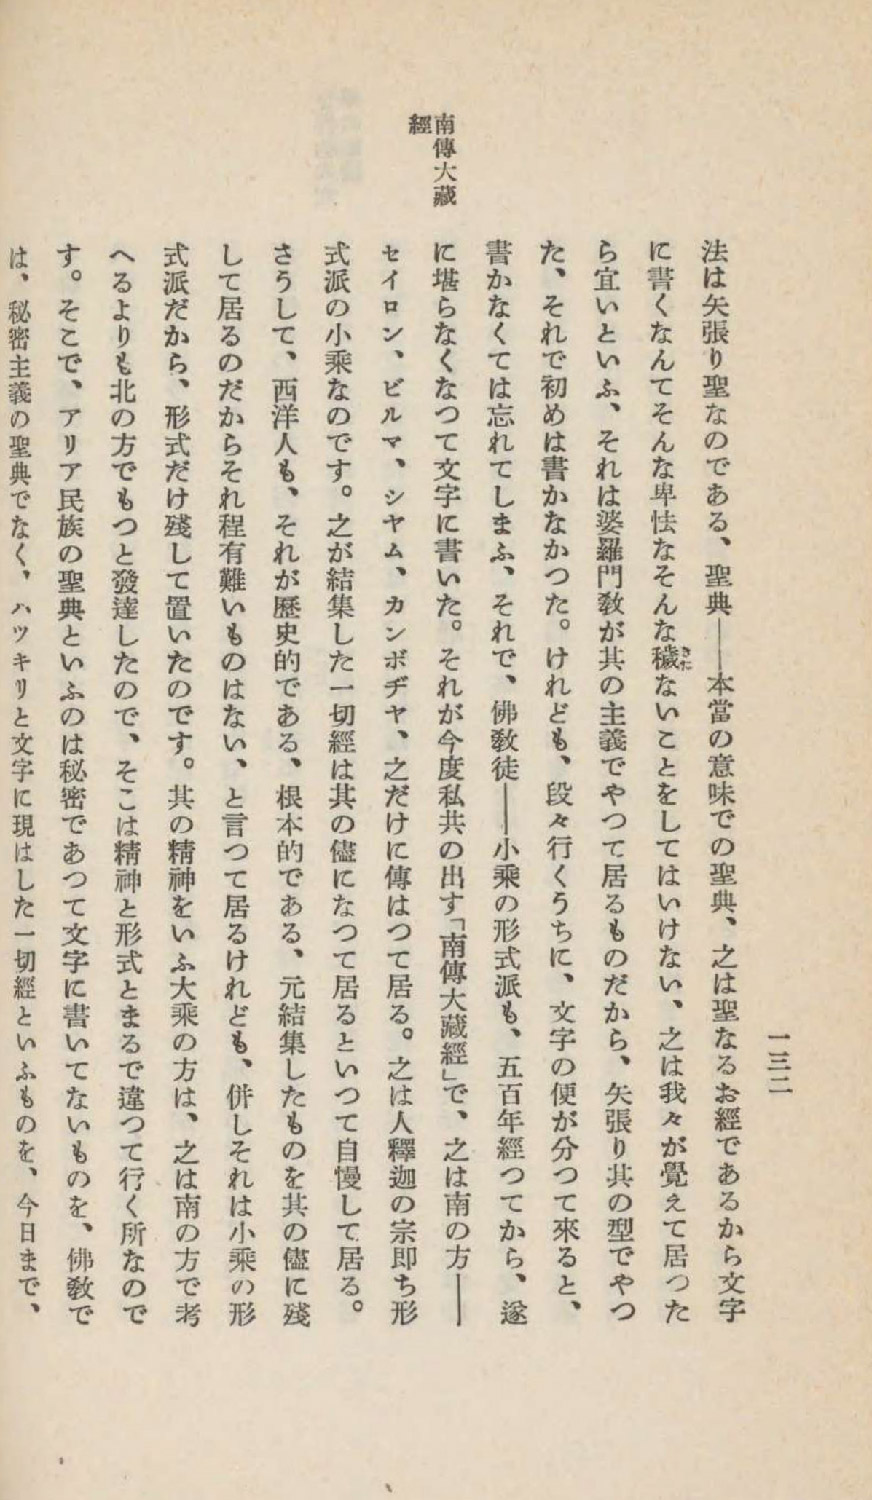 一三二
南傳大藏
經
法は矢張り聖なのである、聖典――本當の意味での聖典、之は聖なるお經であるから文字
に書くなんてそんな卑怯なそんな穢きたないことをしてはいけない、之は我々が覺えて居つた
ら宜いといふ、それは婆羅門教が其の主義でやつて居るものだから、矢張り其の型でやつ
た、それで初めは書かなかつた。けれども、段々行くうちに、文字の便が分つて來ると、
書かなくては忘れてしまふ、それで、佛教徒――小乘の形式派も、五百年經つてから、遂
に堪らなくなつて文字に書いた。それが今度私共の出す「南傳大藏經」で、之は南の方――
セイロン、ビルマ、シヤム、カンボヂヤ、之だけに傳はつて居る。之は人釋迦の宗即ち形
式派の小乘なのです。之が結集した一切經は其の儘になつて居るといつて自慢して居る。
さうして、西洋人も、それが歷史的である、根本的である、元結集したものを其の儘に殘
して居るのだからそれ程有難いものはない、と言つて居るけれども、併しそれは小乘の形
式派だから、形式だけ殘して置いたのです。其の精神をいふ大乘の方は、之は南の方で考
へるよりも北の方でもつと發達したので、そこは精神と形式とまるで違つて行く所なので
す。そこで、アリア民族の聖典といふのは秘密であつて文字に書いてないものを、佛教で
は、秘密主義の聖典でなく、ハツキリと文字に現はした一切經といふものを、今日まで、